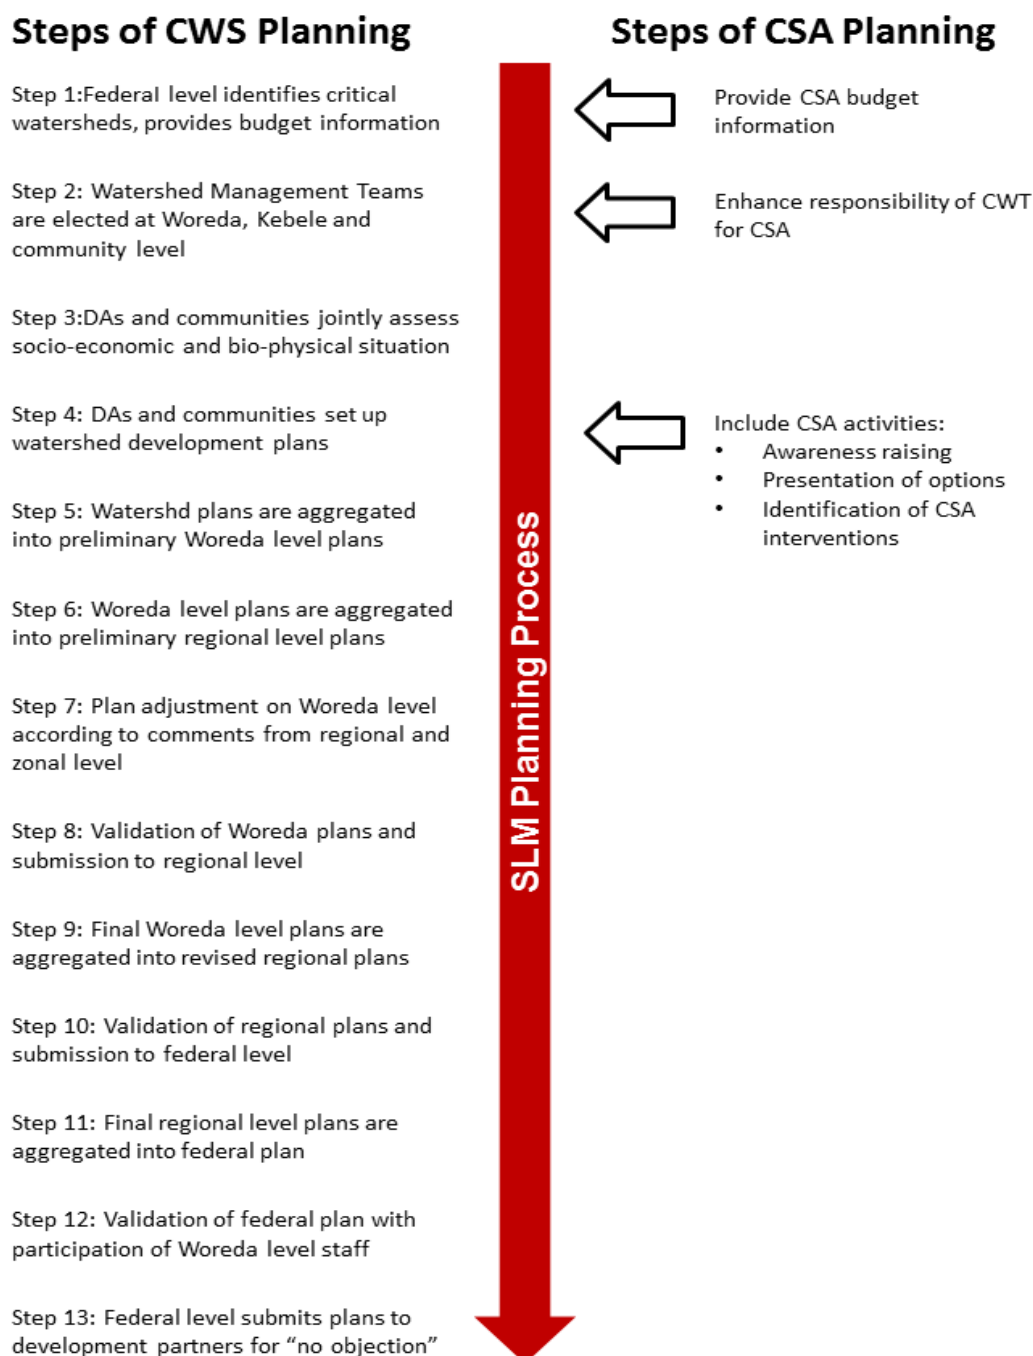 Steps of CWS Planning
Step 1:Federal level identifies critical
watersheds, provides budget information
Step 2: Watershed Management Teams
are elected at Woreda, Kebele and
community level
Step 3:DAs and communities jointly assess
socio-economic and bio-physical situation
Step 4: DAs and communities set up
watershed development plans
Step 5: Watershd plans are aggregated
into preliminary Woreda level plans
Step 6: Woreda level plans are aggregated
into preliminary regional level plans
Step 7: Plan adjustment on Woreda level
according to comments from regional and
zonal level
Step 8: Validation of Woreda plans and
submission to regional level
Step 9: Final Woreda level plans are
aggregated into revised regional plans
Step 10: Validation of regional plans and
submission to federal level
Step 11: Final regional level plans are
aggregated into federal plan
Step 12: Validation of federal plan with
participation of Woreda level staff
Step 13: Federal level submits plans to
development partners for “no objection”
SLM Planning Process
Steps of CSA Planning
Provide CSA budget
information
Enhance responsibility of CWT
for CSA
Include CSA activities:
• Awareness raising
• Presentation of options
• Identification of CSA
interventions